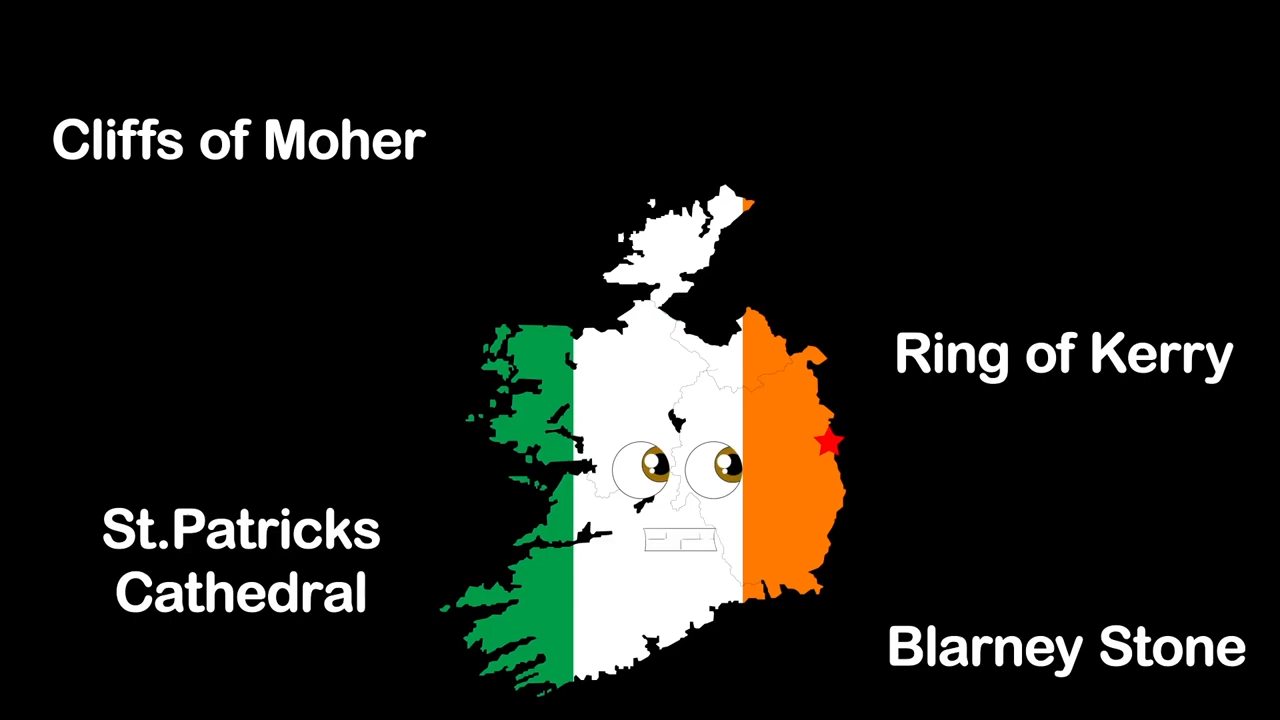 Cliffs of Moher
Ring of Kerry
St.Patricks
Cathedral
Blarney Stone